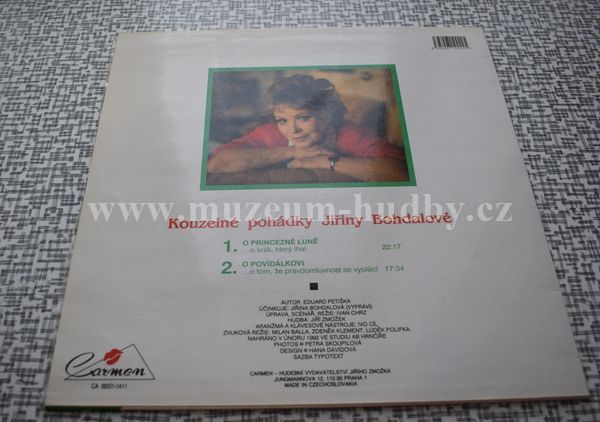 www.muzeum-hudby.cz
Kouzelné pohádky Jiřiny Bohdalové
1. O PRINCEZNĚ LUNĚ
...o králi, který lhal 22:17
2. O POVÍDÁLKOVI
...o tom, že pravdomluvnost se vyplácí 17:34
AUTOR: EDUARD PETIŠKA
ÚČINKUJE: JIŘINA BOHDALOVÁ (VYPRÁVÍ)
ÚPRAVA, SCÉNÁŘ, REŽIE: IVAN CHRZ
HUDBA: JIŘÍ ZMOŽEK
ARANŽMÁ A KLÁVESOVÉ NÁSTROJE: IVO CÍL
ZVUKOVÁ REŽIE: MILAN BALLA, ZDENĚK KLEMENT, LUDĚK POLIFKA
NAHRÁNO V ÚNORU 1992 VE STUDIU AB HRNČÍŘE
PHOTOS © PETRA SKOUPILOVÁ
DESIGN © HANA DAVIDOVÁ
SAZBA TYPOTEXT
Carmen
CA 0037-1411
CARMEN – HUDEBNÍ VYDAVATELSTVÍ JIŘÍHO ZMOŽKA
JUNGMANNOVA 12, 110 00 PRAHA 1
MADE IN CZECHOSLOVAKIA